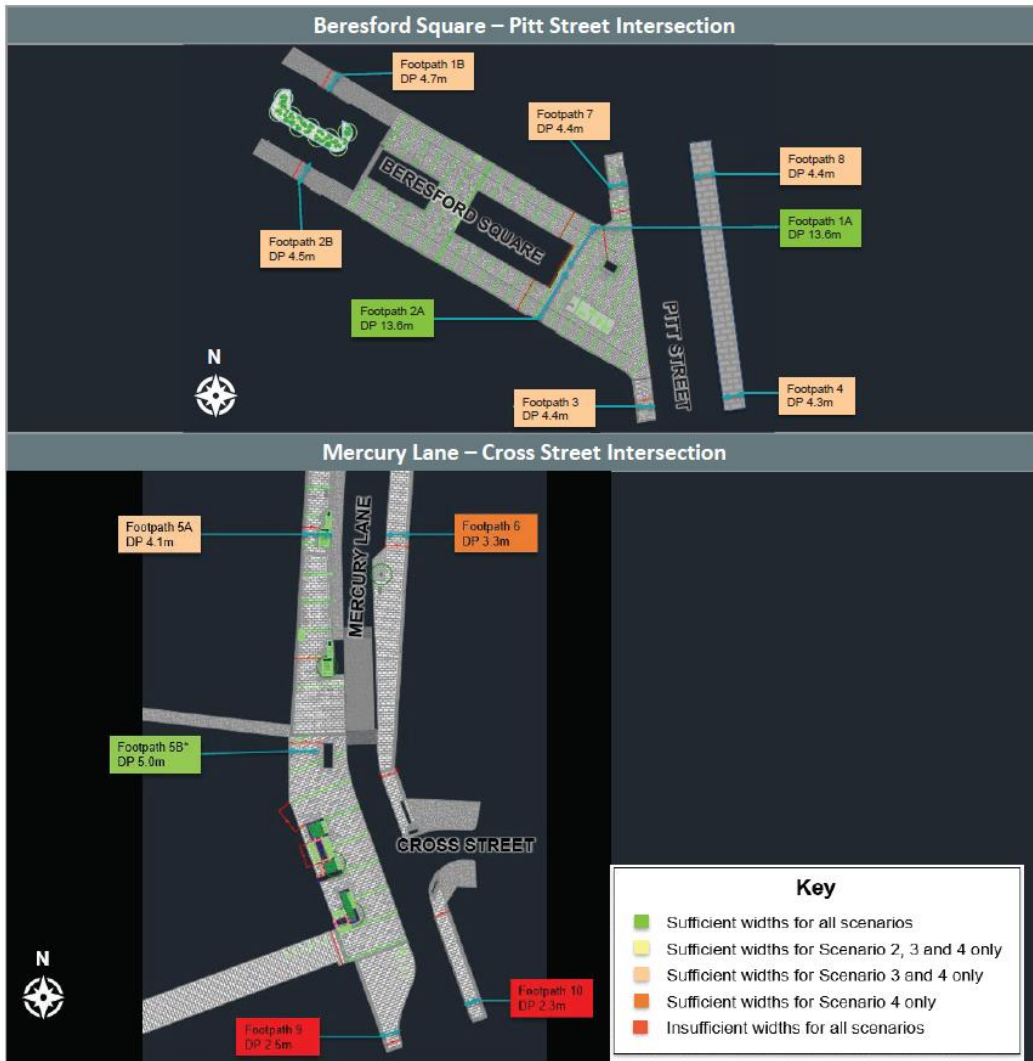 Beresford Square – Pitt Street Intersection
Footpath 1B
DP 4.7m
Footpath 7
DP 4.4m
Footpath 8
DP 4.4m
BERESFORD SQUARE
Footpath 1A
DP 13.6m
Footpath 2B
DP 4.5m
Footpath 2A
DP 13.6m
PITT STREET
N
Footpath 3
DP 4.4m
Footpath 4
DP 4.3m
Mercury Lane – Cross Street Intersection
Footpath 5A
DP 4.1m
MERCURY LANE
Footpath 6
DP 3.3m
Footpath 5B*
DP 5.0m
CROSS STREET
N
Footpath 10
DP 2.3m
Footpath 9
DP 2.5m
Key
Sufficient widths for all scenarios
Sufficient widths for Scenario 2, 3 and 4 only
Sufficient widths for Scenario 3 and 4 only
Sufficient widths for Scenario 4 only
Insufficient widths for all scenarios